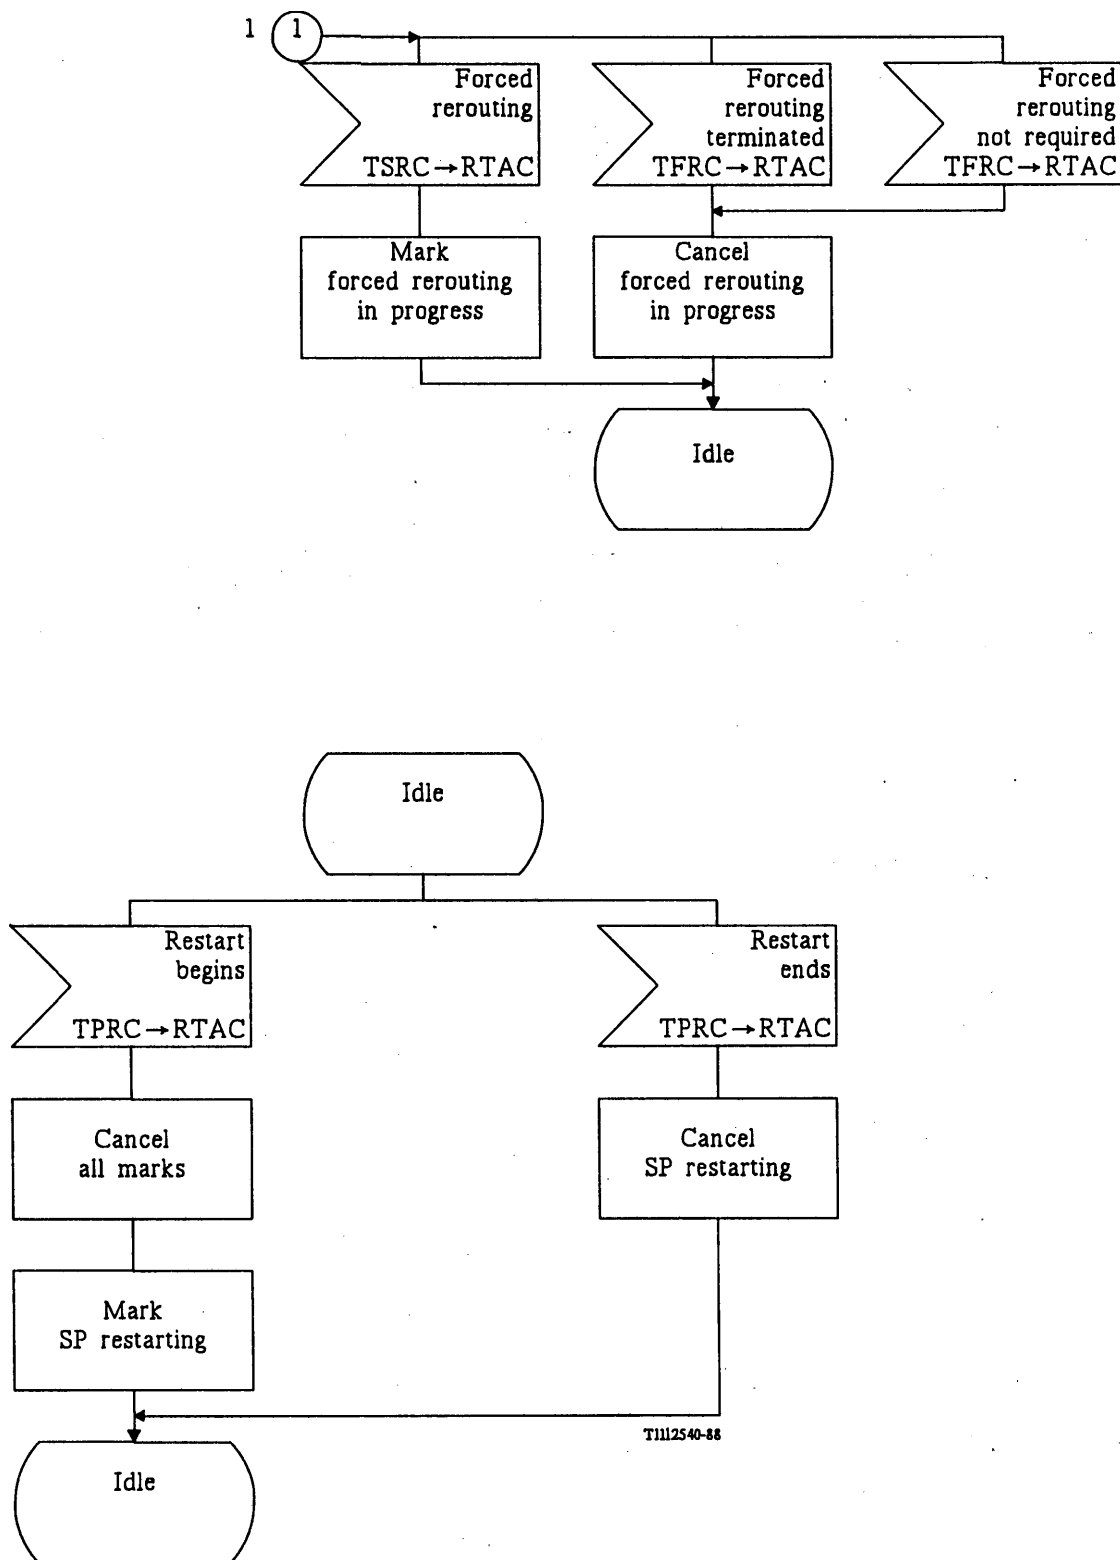 1 1
Forced
rerouting
TSRC→RTAC
Forced
rerouting
terminated
TFRC→RTAC
Forced
rerouting
not required
TFRC→RTAC
Mark
forced rerouting
in progress
Cancel
forced rerouting
in progress
Idle
Idle
Restart
begins
TPRC→RTAC
Restart
ends
TPRC→RTAC
Cancel
all marks
Cancel
SP restarting
Mark
SP restarting
T1112540-88
Idle